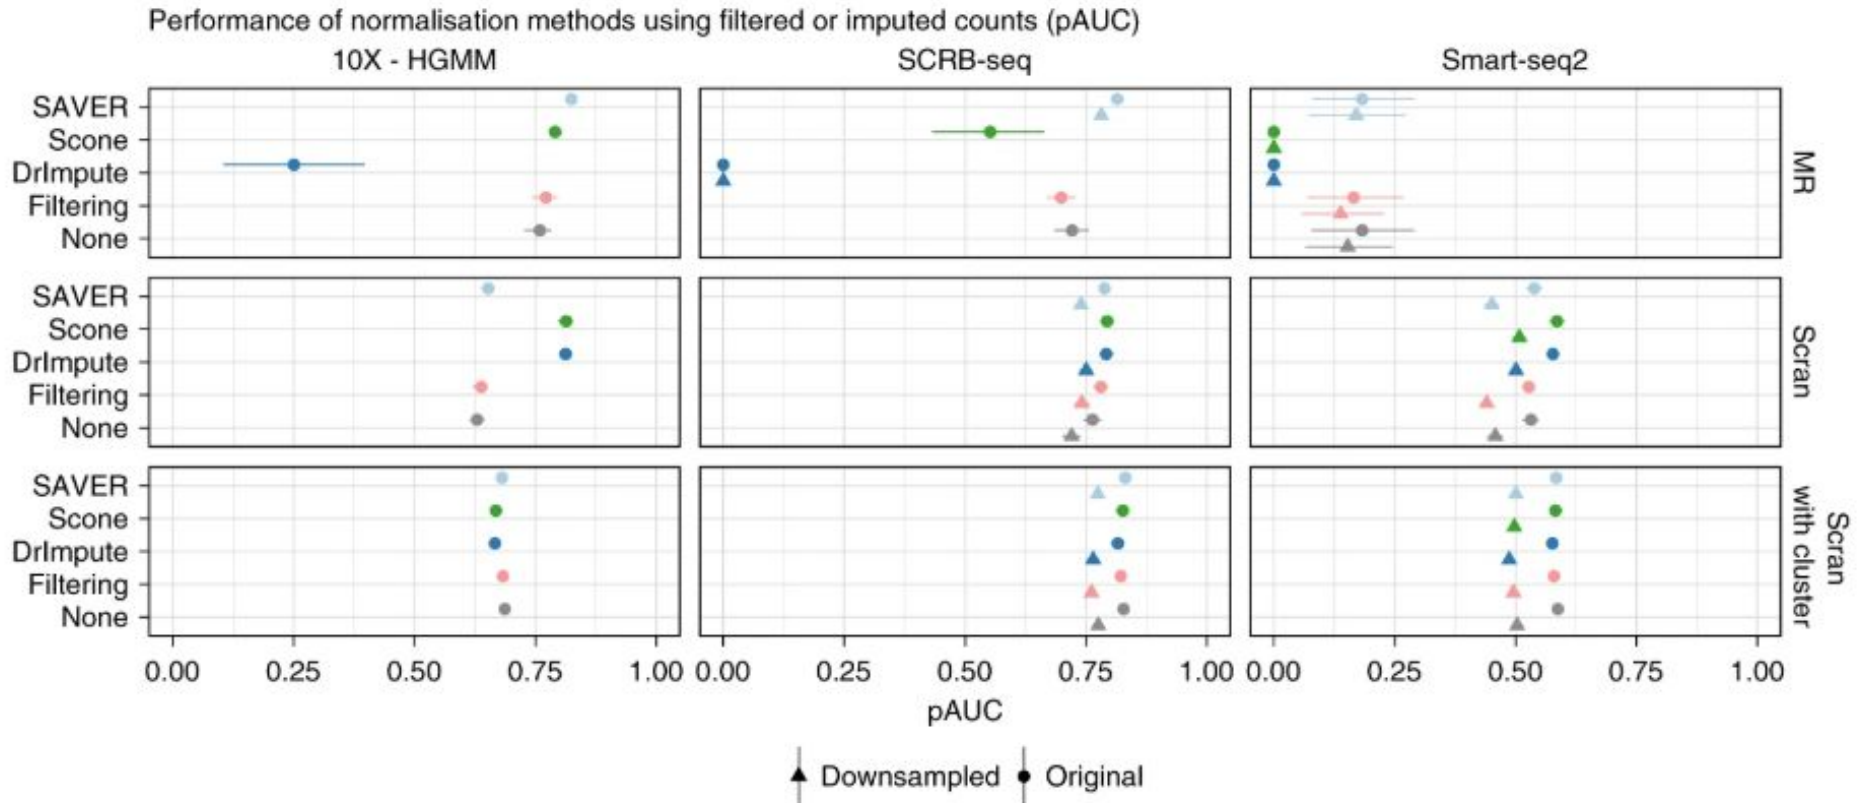 Performance of normalisation methods using filtered or imputed counts (pAUC)
10X - HGMM SCRB-seq Smart-seq2
SAVER
Scone
DrImpute
Filtering
None
MR
SAVER
Scone
DrImpute
Filtering
None
Scran
SAVER
Scone
DrImpute
Filtering
None
Scran
with cluster
0.00 0.25 0.50 0.75 1.00 0.00 0.25 0.50 0.75 1.00 0.00 0.25 0.50 0.75 1.00
pAUC
Downsampled Original